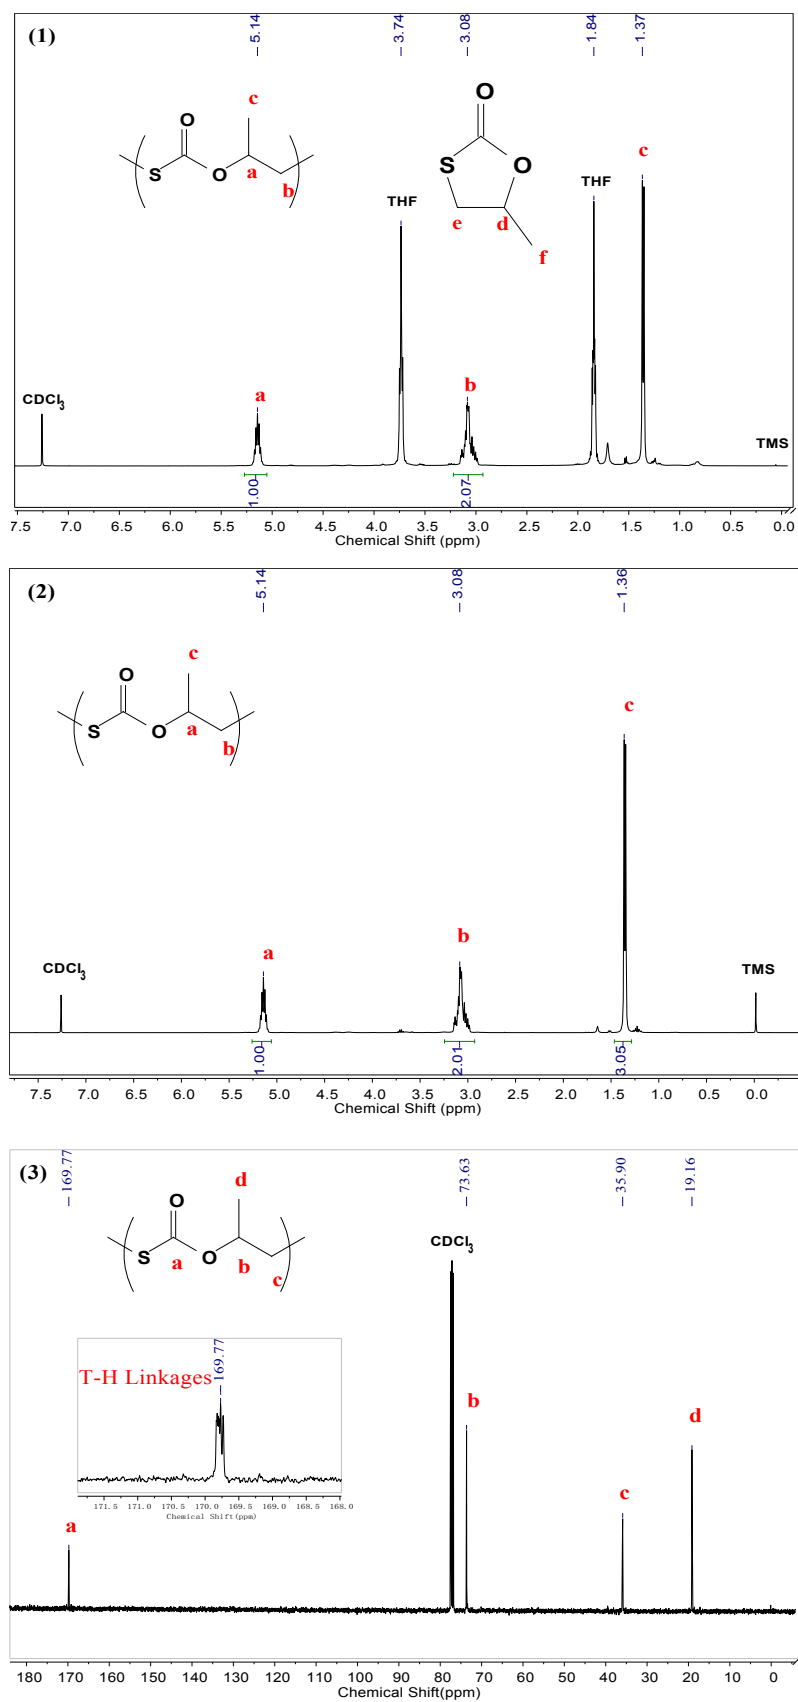 (1)
5.14
3.74
3.08
1.84
1.37
c
O
S
O
a
b
O
S
O
e
d
f
THF
THF
c
CDCl3
a
b
TMS
1.00
2.07
7.5 7.0 6.5 6.0 5.5 5.0 4.5 4.0 3.5 3.0 2.5 2.0 1.5 1.0 0.5 0.0
Chemical Shift (ppm)
(2)
5.14
3.08
1.36
c
O
S
O
a
b
c
CDCl3
a
b
TMS
1.00
2.01
3.05
7.5 7.0 6.5 6.0 5.5 5.0 4.5 4.0 3.5 3.0 2.5 2.0 1.5 1.0 0.5 0.0
Chemical Shift (ppm)
(3)
169.77
73.63
35.90
19.16
d
O
S
a
O
b
c
CDCl3
T-H Linkages
169.77
171.5 171.0 170.5 170.0 169.5 169.0 168.5 168.0
Chemical Shift(ppm)
a
b
c
d
180 170 160 150 140 130 120 110 100 90 80 70 60 50 40 30 20 10 0
Chemical Shift(ppm)